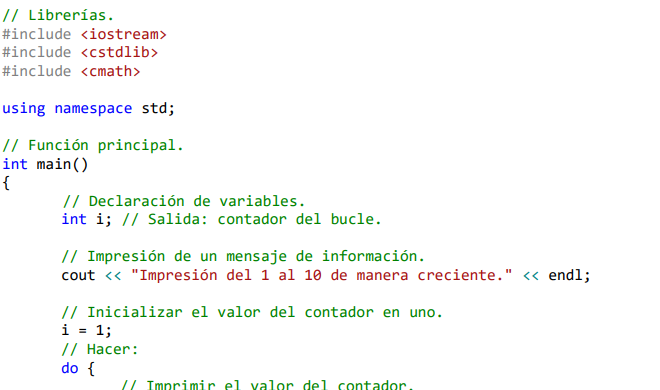 // Librerías.
#include <iostream>
#include <cstdlib>
#include <cmath>
using namespace std;
// Función principal.
int main()
{
// Declaración de variables.
int i; // Salida: contador del bucle.
// Impresión de un mensaje de información.
cout << "Impresión del 1 al 10 de manera creciente." << endl;
// Inicializar el valor del contador en uno.
i = 1;
// Hacer:
do {
// Imprimir el valor del contador.